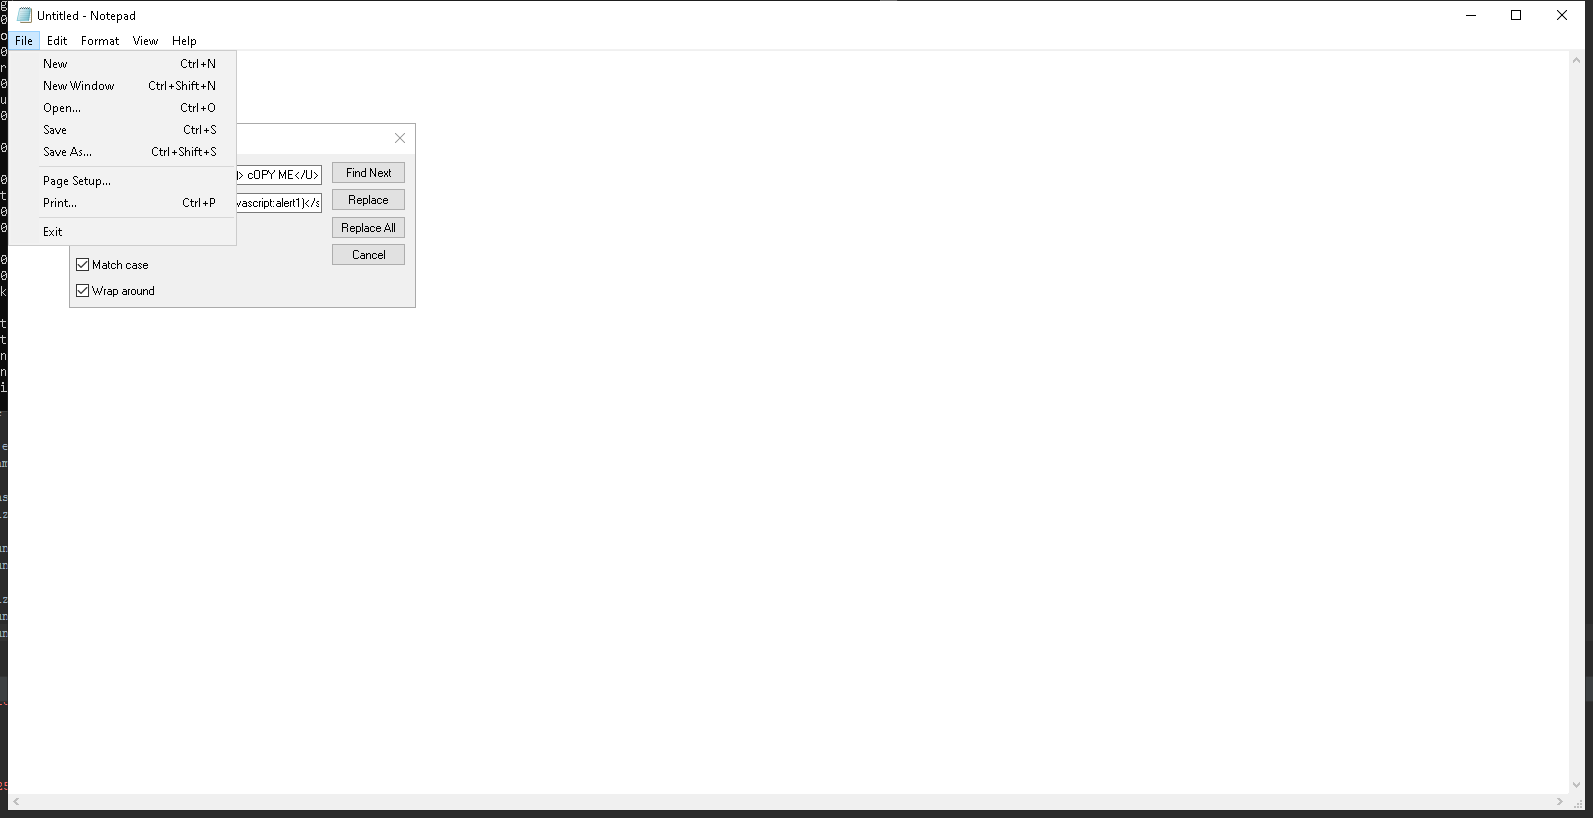 Untitled - Notepad
File Edit Format View Help
New Ctrl+N
New Window Ctrl+Shift+N
Open... Ctrl+O
Save Ctrl+S
Save As... Ctrl+Shift+S
Page Setup...
Print... Ctrl+P
Exit
> cOPY ME</U> Find Next
vascript:alert1)</s Replace
Replace All
Cancel
Match case
Wrap around